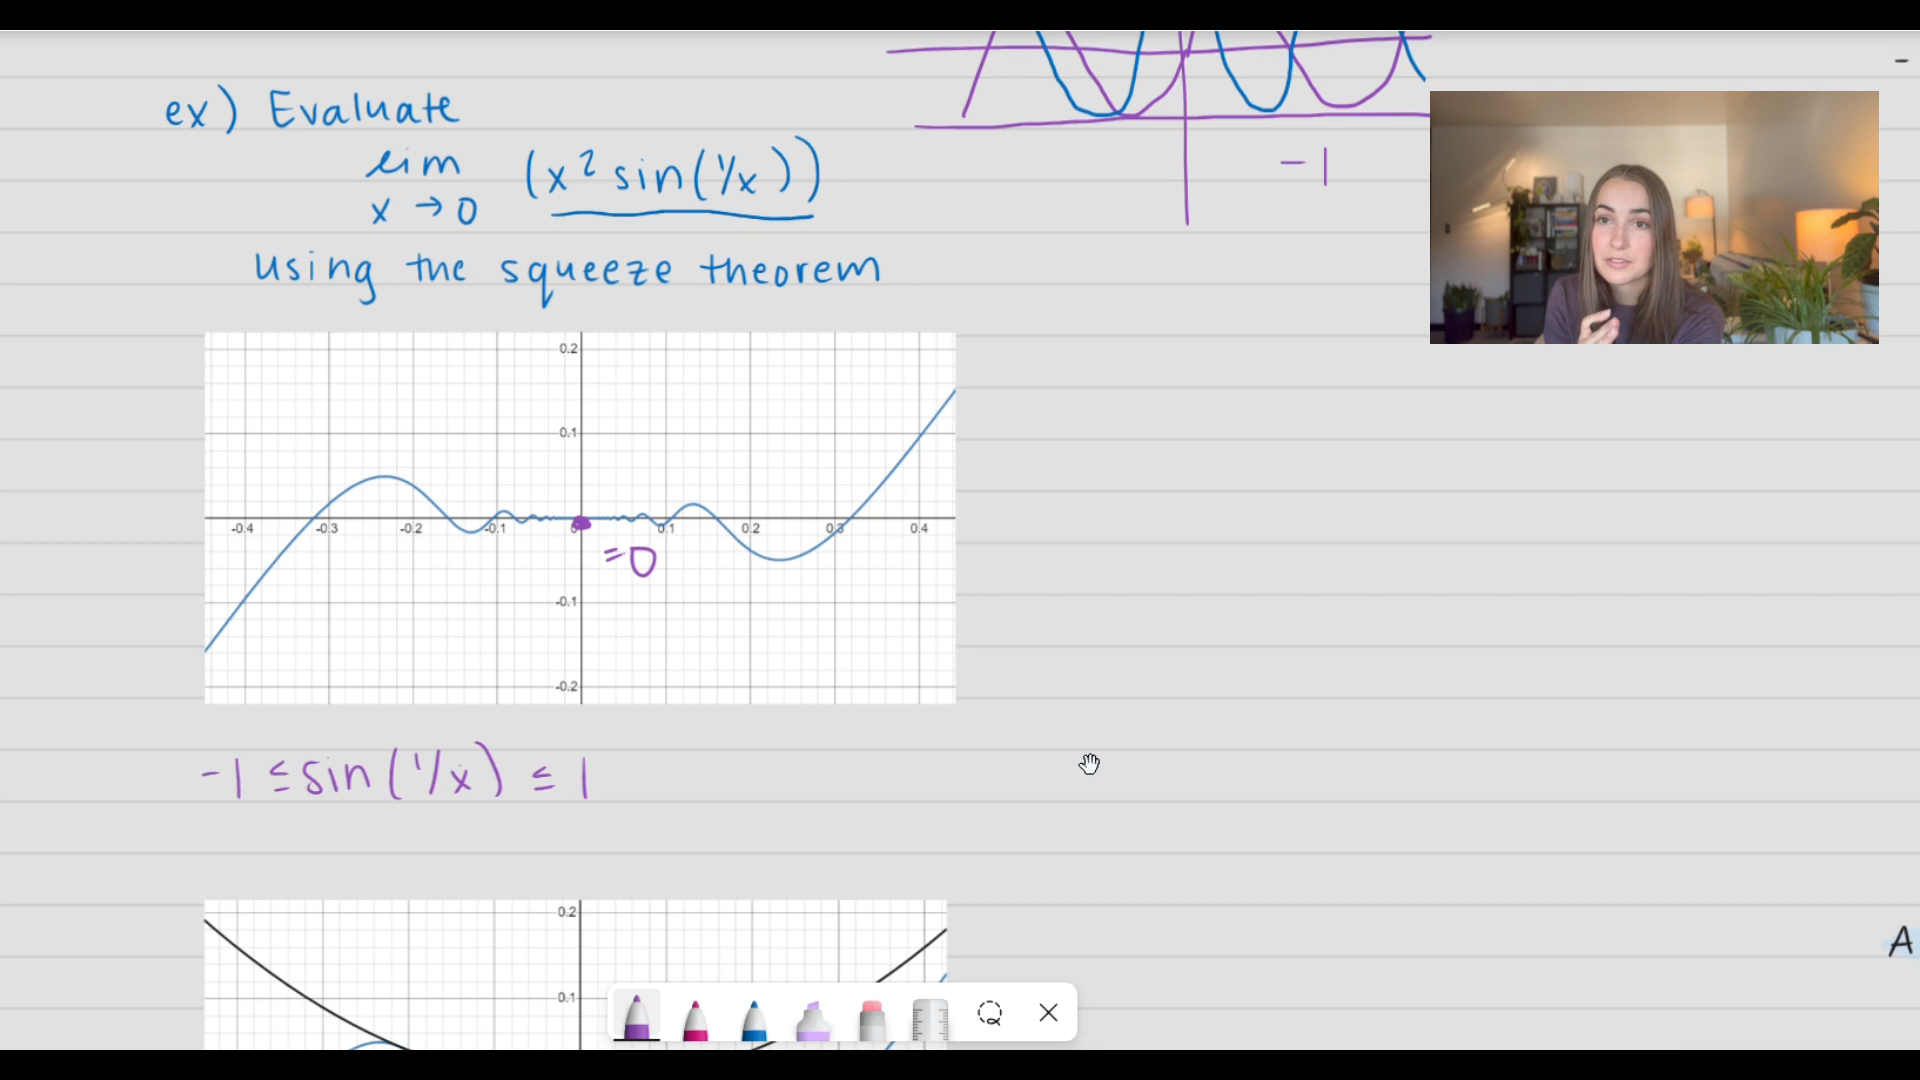 ex) Evaluate
lim (x² sin(1/x))
x → 0
using the squeeze theorem
-1
-
0.2
0.1
-0.4 -0.3 -0.2 -0.1 0.1 0.2 0.3 0.4
=0
-0.1
-0.2
-1 ≤ sin(1/x) ≤ 1
0.2
0.1
A